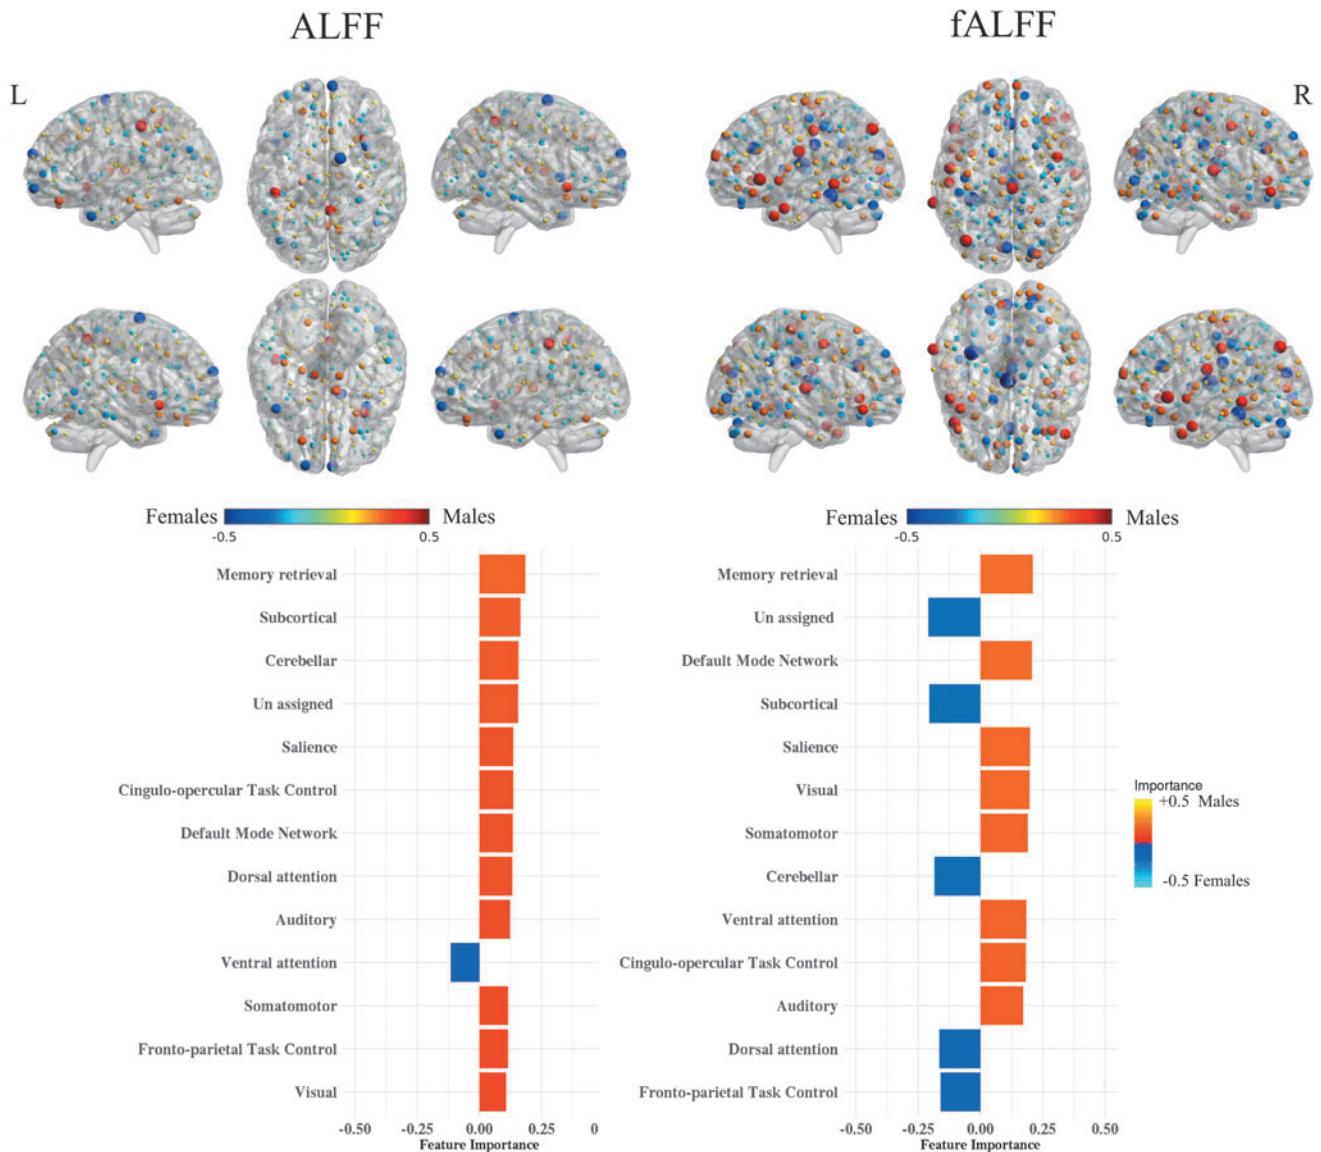 ALFF
fALFF
L
R
Females
Males
-0.5
0.5
Females
Males
-0.5
0.5
Memory retrieval
Subcortical
Cerebellar
Un assigned
Salience
Cingulo-opercular Task Control
Default Mode Network
Dorsal attention
Auditory
Ventral attention
Somatomotor
Fronto-parietal Task Control
Visual
-0.50 -0.25 0.00 0.25 0
Feature Importance
Memory retrieval
Un assigned
Default Mode Network
Subcortical
Salience
Visual
Somatomotor
Cerebellar
Ventral attention
Cingulo-opercular Task Control
Auditory
Dorsal attention
Fronto-parietal Task Control
-0.50 -0.25 0.00 0.25 0.50
Feature Importance
Importance
+0.5 Males
-0.5 Females